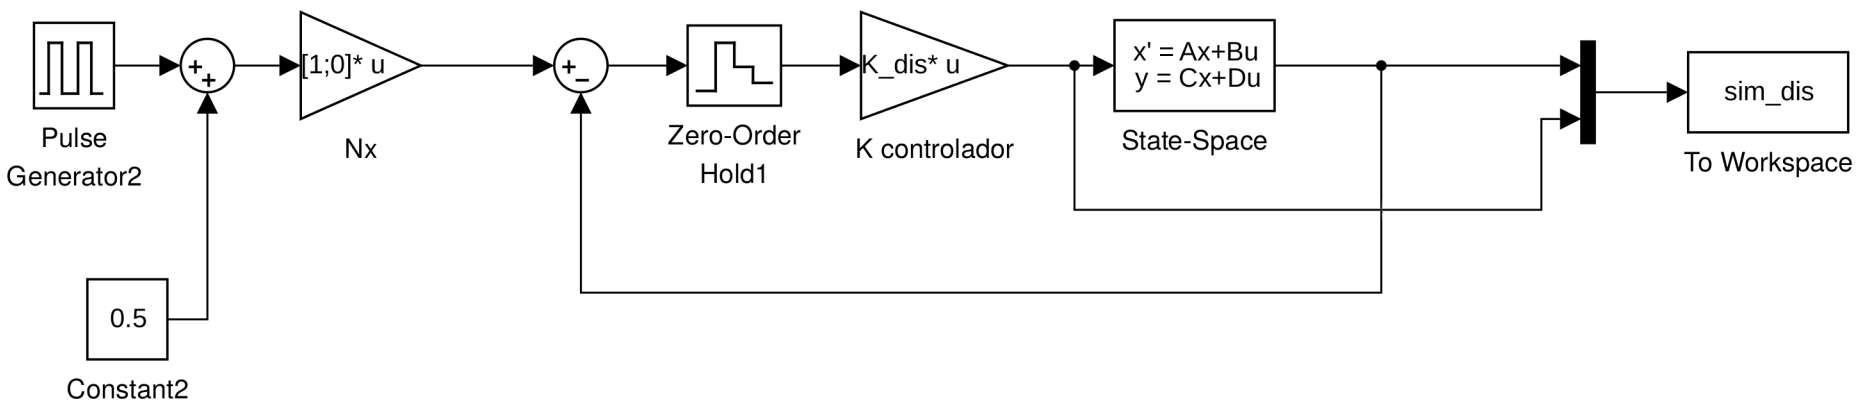 Pulse
Generator2
+
+
[1;0]* u
Nx
+
−
Zero-Order
Hold1
K_dis* u
K controlador
x' = Ax+Bu
y = Cx+Du
State-Space
sim_dis
To Workspace
0.5
Constant2